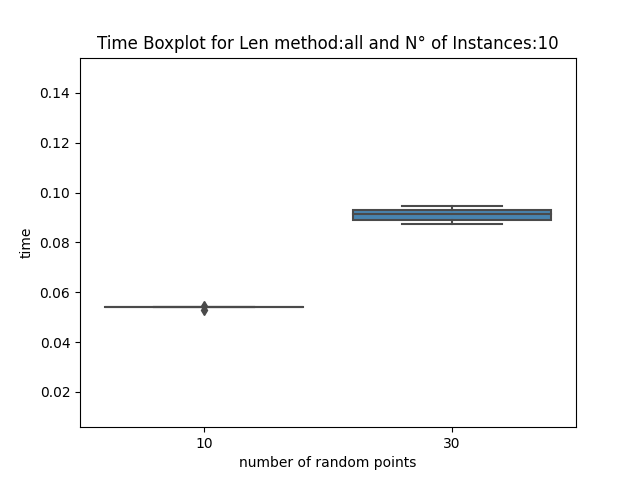 Time Boxplot for Len method:all and N° of Instances:10
0.14
0.12
0.10
0.08
0.06
0.04
0.02
time
10 30
number of random points